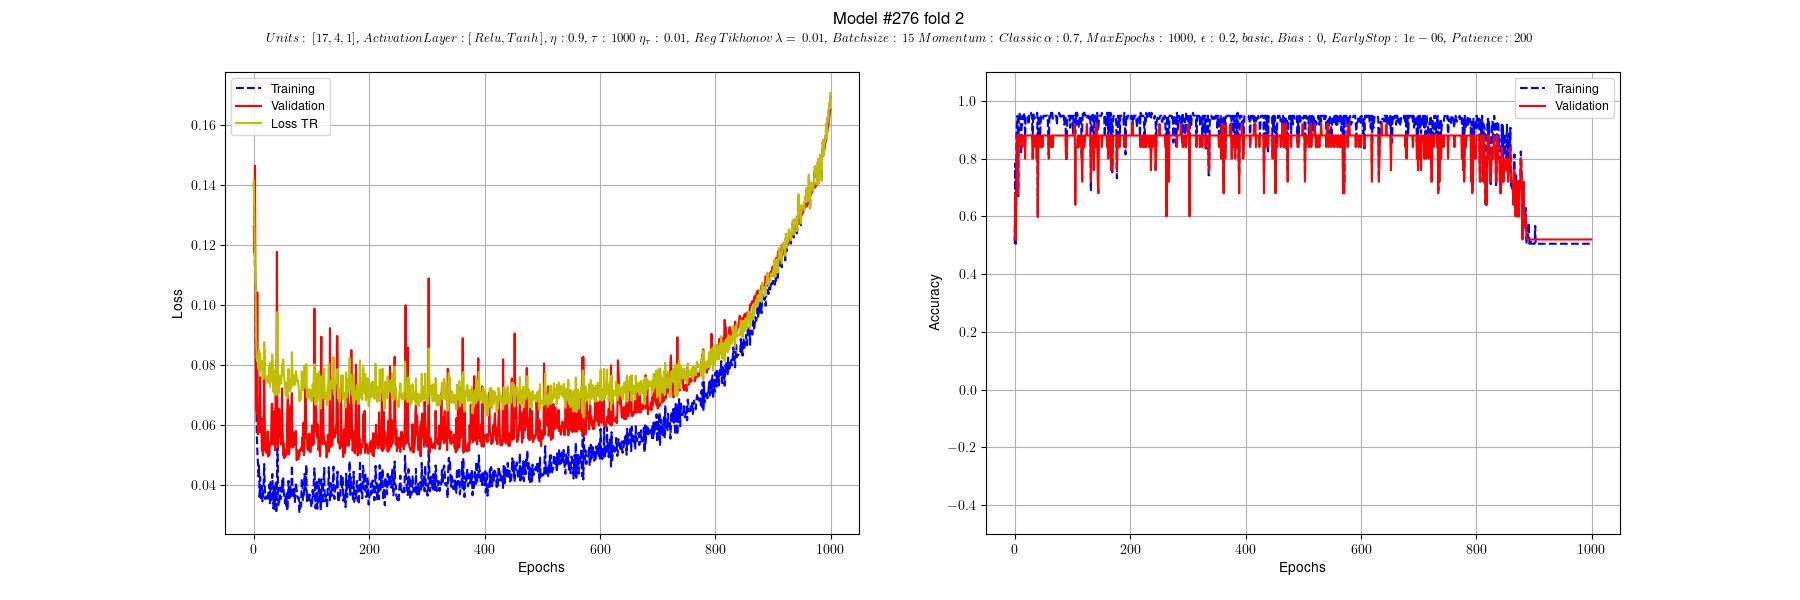 Model #276 fold 2
Units : [17, 4, 1], ActivationLayer : [ Relu, Tanh ], η : 0.9, τ : 1000 ητ : 0.01, Reg Tikhonov λ = 0.01, Batchsize : 15 Momentum : Classic α : 0.7, MaxEpochs : 1000, ϵ : 0.2, basic, Bias : 0, EarlyStop : 1e − 06, Patience : 200
Training
Validation
Loss TR
0.16
0.14
0.12
0.10
0.08
0.06
0.04
Loss
0 200 400 600 800 1000
Epochs
Training
Validation
1.0
0.8
0.6
0.4
0.2
0.0
−0.2
−0.4
Accuracy
0 200 400 600 800 1000
Epochs